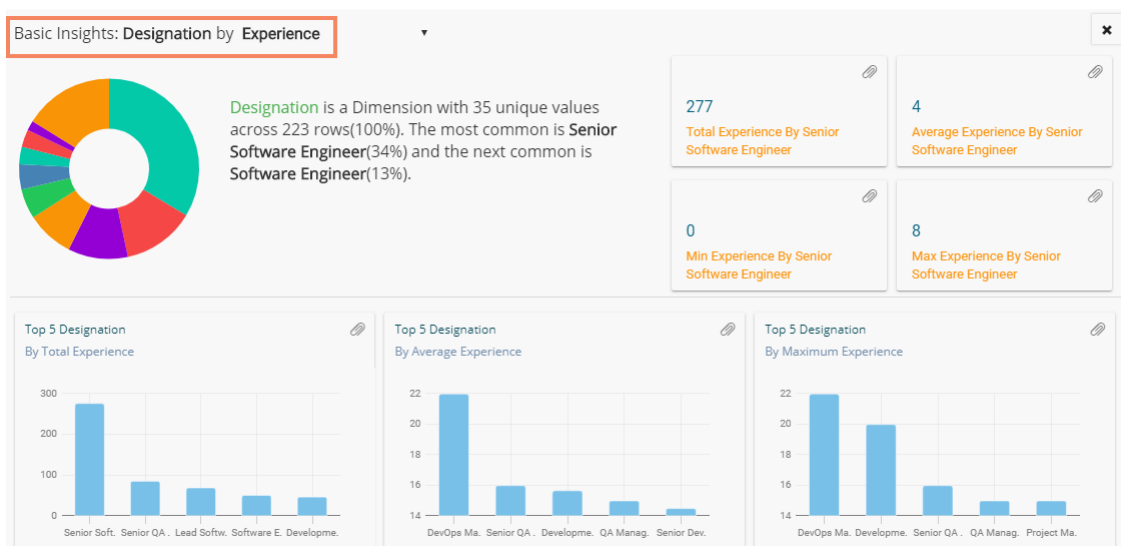 Basic Insights: Designation by Experience
Designation is a Dimension with 35 unique values
across 223 rows(100%). The most common is Senior
Software Engineer(34%) and the next common is
Software Engineer(13%).
277
Total Experience By Senior
Software Engineer
4
Average Experience By Senior
Software Engineer
0
Min Experience By Senior
Software Engineer
8
Max Experience By Senior
Software Engineer
Top 5 Designation
By Total Experience
300
200
100
0
Senior Soft. Senior QA . Lead Softw. Software E. Developme.
Top 5 Designation
By Average Experience
22
20
18
16
14
DevOps Ma. Senior QA . Developme. QA Manag. Senior Dev.
Top 5 Designation
By Maximum Experience
22
20
18
16
14
DevOps Ma. Developme. Senior QA . QA Manag. Project Ma.